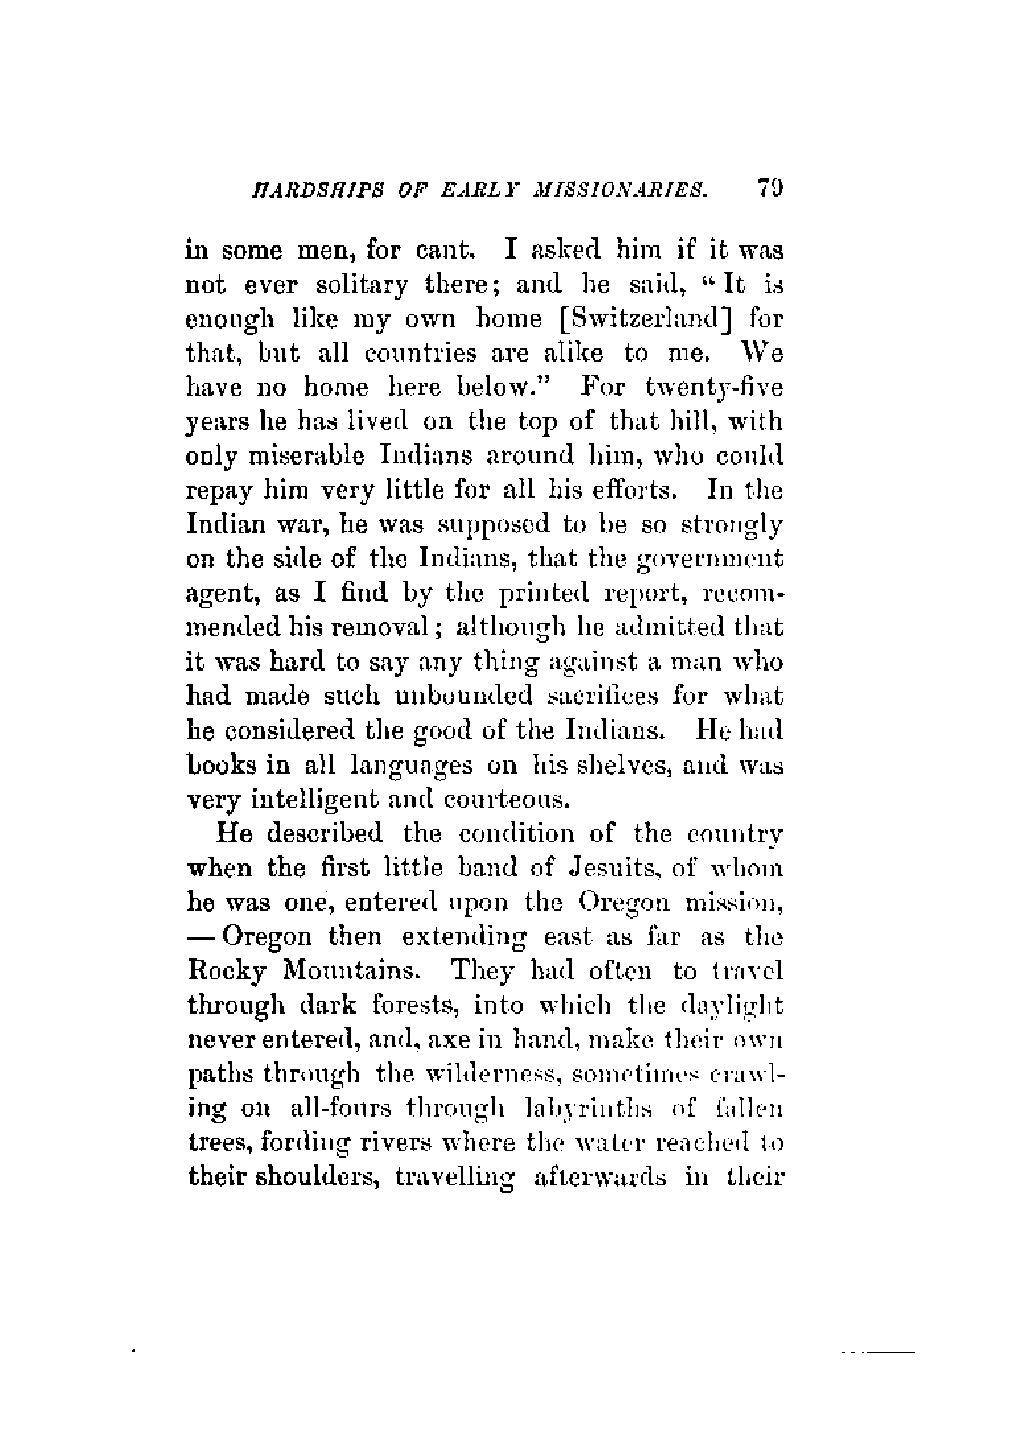 HARDSHIPS OF EARLY MISSIONARIES. 79
in some men, for cant. I asked him if it was
not ever solitary there; and he said, “It is
enough like my own home [Switzerland] for
that, but all countries are alike to me. We
have no home here below.” For twenty-five
years he has lived on the top of that hill, with
only miserable Indians around him, who could
repay him very little for all his efforts. In the
Indian war, he was supposed to be so strongly
on the side of the Indians, that the government
agent, as I find by the printed report, recom-
mended his removal; although he admitted that
it was hard to say any thing against a man who
had made such unbounded sacrifices for what
he considered the good of the Indians. He had
books in all languages on his shelves, and was
very intelligent and courteous.
He described the condition of the country
when the first little band of Jesuits, of whom
he was one, entered upon the Oregon mission,
— Oregon then extending east as far as the
Rocky Mountains. They had often to travel
through dark forests, into which the daylight
never entered, and, axe in hand, make their own
paths through the wilderness, sometimes crawl-
ing on all-fours through labyrinths of fallen
trees, fording rivers where the water reached to
their shoulders, travelling afterwards in their